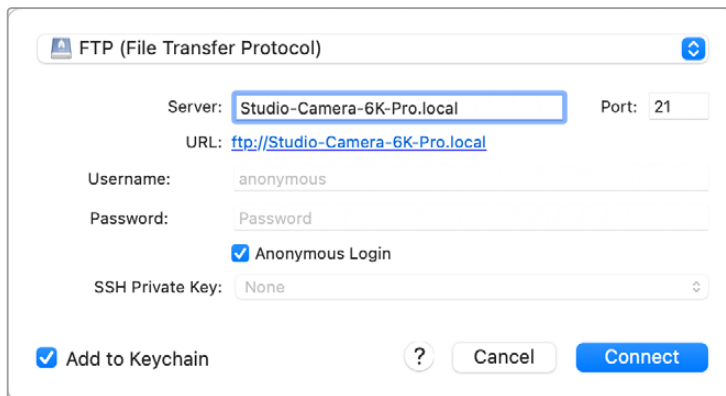 FTP (File Transfer Protocol)
Server: Studio-Camera-6K-Pro.local Port: 21
URL: ftp://Studio-Camera-6K-Pro.local
Username: anonymous
Password: Password
Anonymous Login
SSH Private Key: None
Add to Keychain ? Cancel Connect